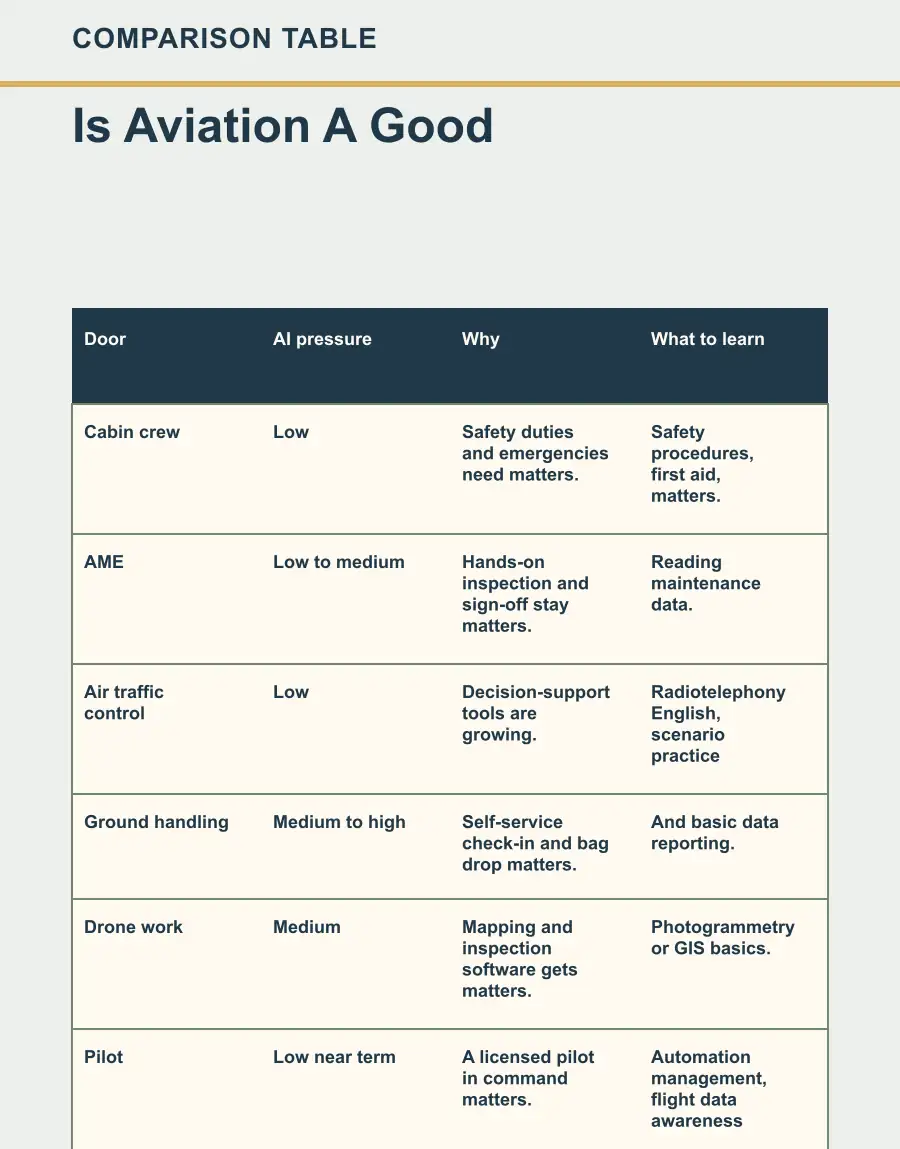 COMPARISON TABLE
Is Aviation A Good
Door AI pressure Why What to learn
Cabin crew Low Safety duties Safety
and emergencies procedures,
need matters. first aid,
matters.
AME Low to medium Hands-on Reading
inspection and maintenance
sign-off stay data.
matters.
Air traffic Low Decision-support Radiotelephony
control tools are English,
growing. scenario
practice
Ground handling Medium to high Self-service And basic data
check-in and bag reporting.
drop matters.
Drone work Medium Mapping and Photogrammetry
inspection or GIS basics.
software gets
matters.
Pilot Low near term A licensed pilot Automation
in command management,
matters. flight data
awareness